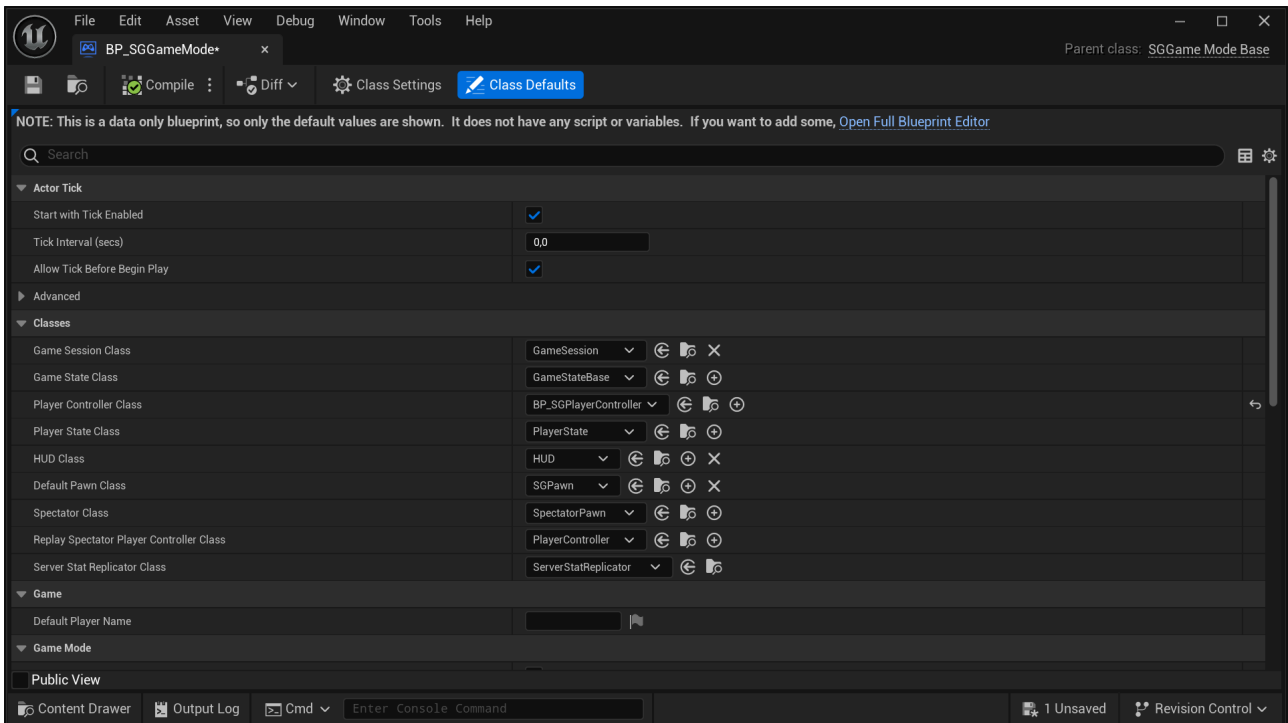 File Edit Asset View Debug Window Tools Help
BP_SGGameMode*
Parent class: SGGame Mode Base
Compile Diff Class Settings Class Defaults
NOTE: This is a data only blueprint, so only the default values are shown. It does not have any script or variables. If you want to add some, Open Full Blueprint Editor
Search
Actor Tick
Start with Tick Enabled
Tick Interval (secs) 0,0
Allow Tick Before Begin Play
Advanced
Classes
Game Session Class GameSession
Game State Class GameStateBase
Player Controller Class BP_SGPlayerController
Player State Class PlayerState
HUD Class HUD
Default Pawn Class SGPawn
Spectator Class SpectatorPawn
Replay Spectator Player Controller Class PlayerController
Server Stat Replicator Class ServerStatReplicator
Game
Default Player Name
Game Mode
Public View
Content Drawer Output Log Cmd Enter Console Command 1 Unsaved Revision Control